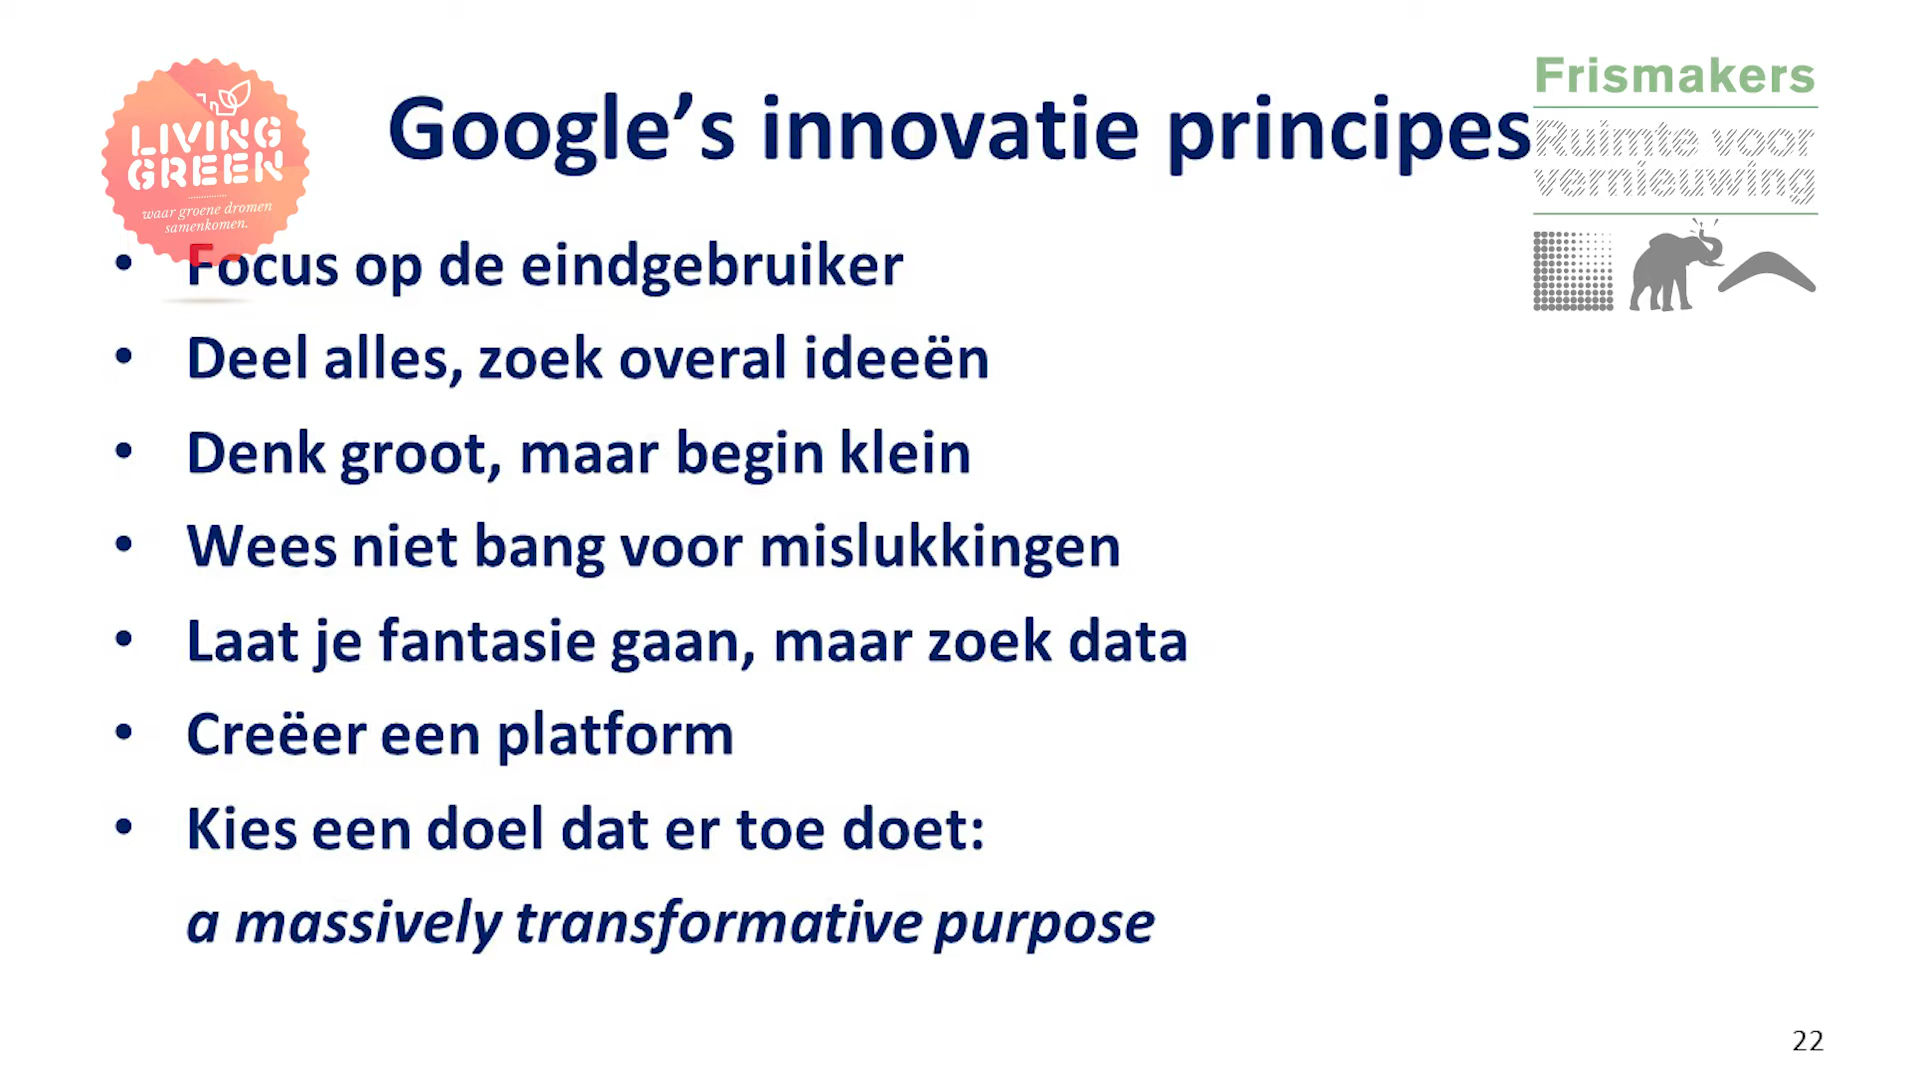 LIVING
GREEN
waar groene dromen
samenkomen.
Google’s innovatie principes
Frismakers
Ruimte voor
vernieuwing
• Focus op de eindgebruiker
• Deel alles, zoek overal ideeën
• Denk groot, maar begin klein
• Wees niet bang voor mislukkingen
• Laat je fantasie gaan, maar zoek data
• Creëer een platform
• Kies een doel dat er toe doet:
a massively transformative purpose
22